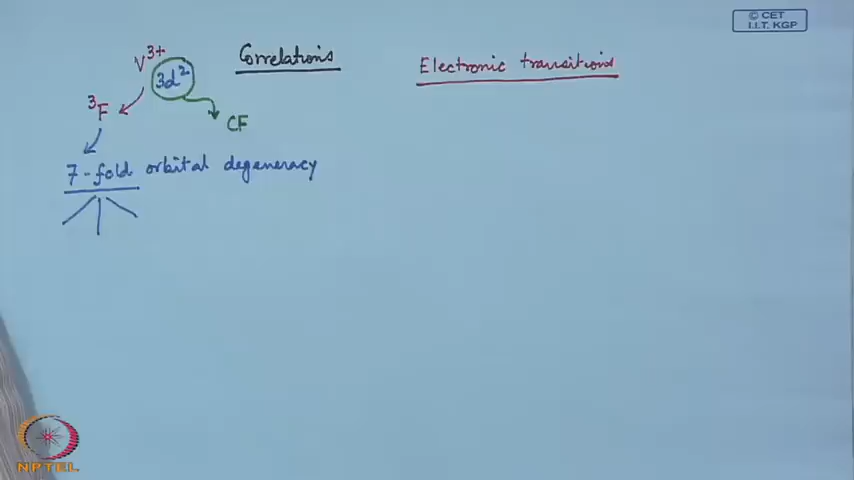 © CET
I.I.T. KGP
V³⁺ Correlations
3d²
Electronic transitions
³F
CF
7-fold orbital degeneracy
NPTEL